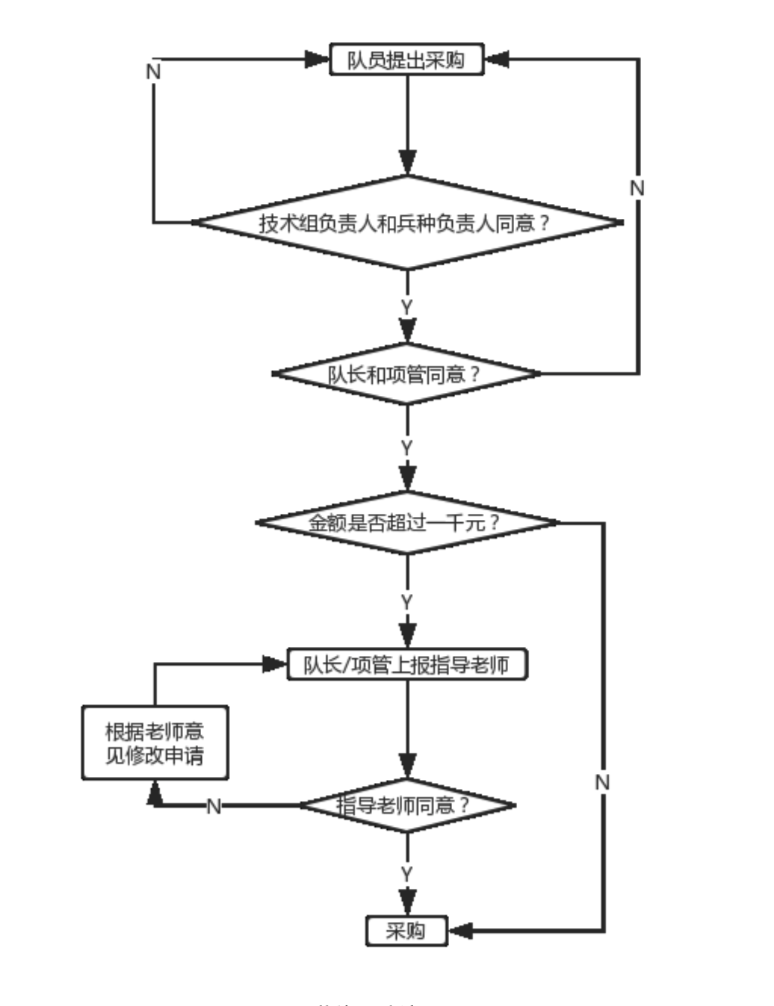 队员提出采购
N
N
技术组负责人和兵种负责人同意？
Y
队长和项管同意？
Y
金额是否超过一千元？
Y
队长/项管上报指导老师
根据老师意
见修改申请
N
N
指导老师同意？
Y
采购